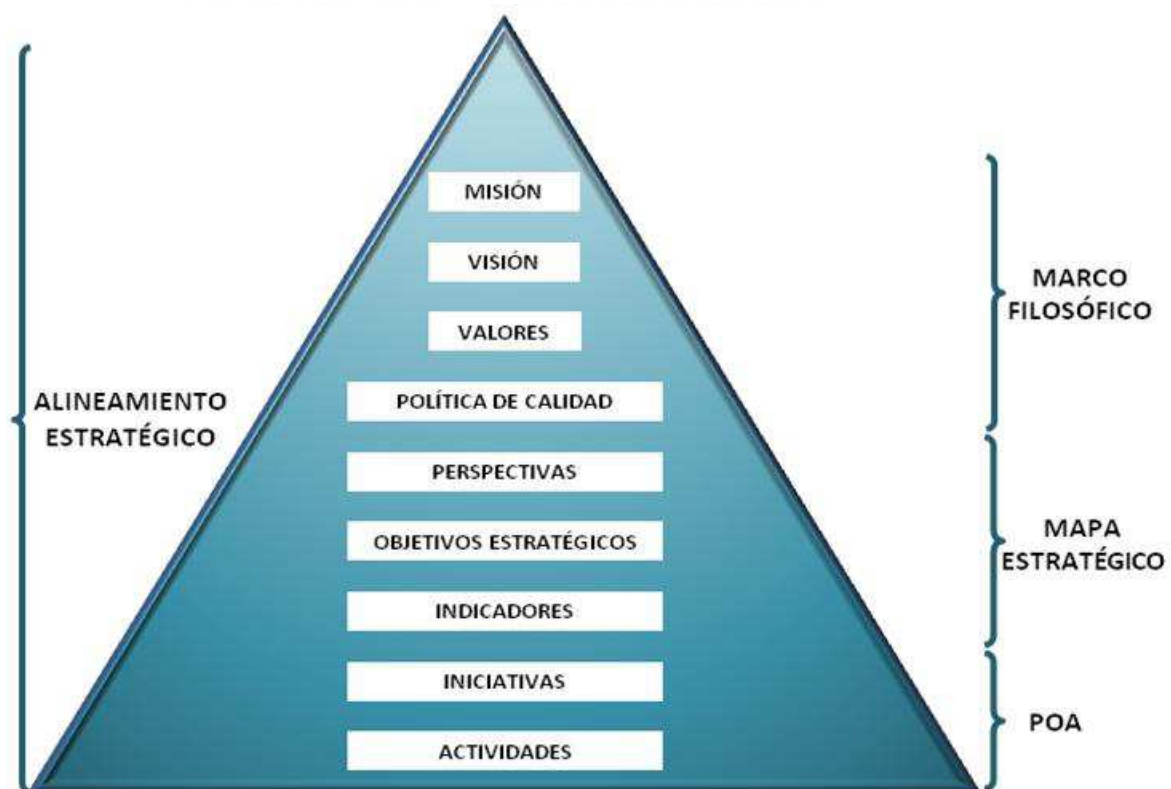 MISIÓN
VISIÓN
VALORES
POLÍTICA DE CALIDAD
PERSPECTIVAS
OBJETIVOS ESTRATÉGICOS
INDICADORES
INICIATIVAS
ACTIVIDADES
ALINEAMIENTO
ESTRATÉGICO
MARCO
FILOSÓFICO
MAPA
ESTRATÉGICO
POA